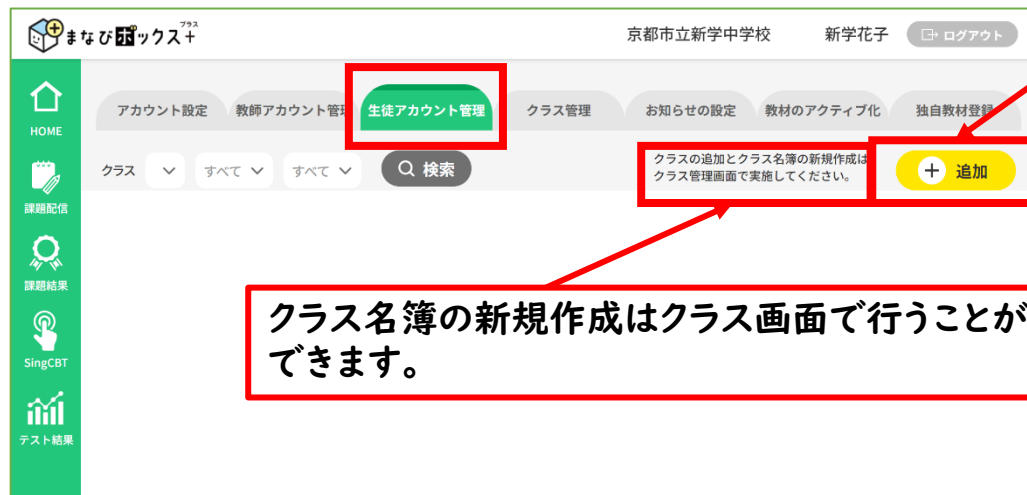 まなびボックス+
プラス
京都市立新学中学校 新学花子 ログアウト
HOME
アカウント設定 教師アカウント管理 生徒アカウント管理 クラス管理 お知らせの設定 教材のアクティブ化 独自教材登録
クラス すべて すべて 検索
クラスの追加とクラス名簿の新規作成は
クラス管理画面で実施してください。
追加
課題配信
課題結果
SingCBT
テスト結果
クラス名簿の新規作成はクラス画面で行うことが
できます。